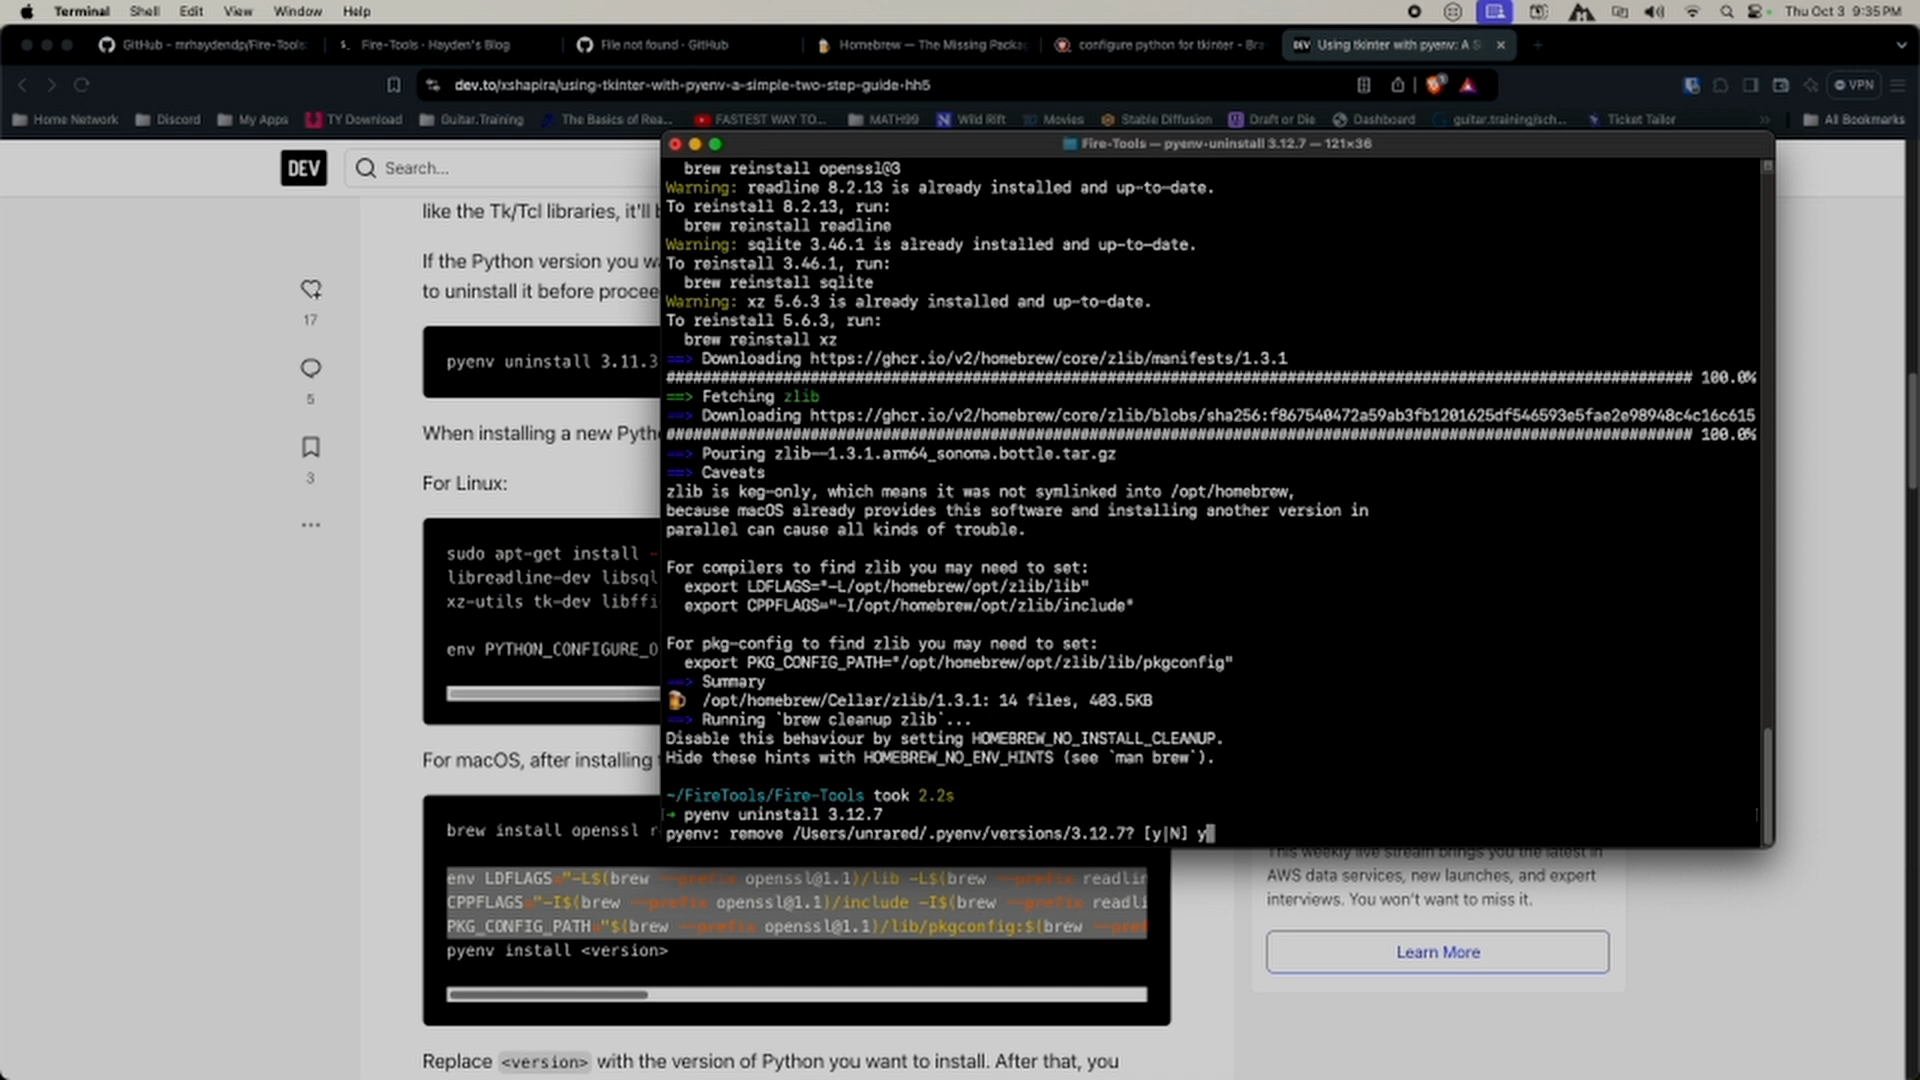 Terminal Shell Edit View Window Help
Thu Oct 3 9:35 PM
GitHub - mrhaydendp/Fire-Tools:
Fire-Tools - Hayden's Blog
File not found · GitHub
Homebrew — The Missing Packa
configure python for tkinter - Bra
DEV Using tkinter with pyenv: A S
dev.to/xshapira/using-tkinter-with-pyenv-a-simple-two-step-guide-hh5
VPN
Home Network Discord My Apps TY Download Guitar.Training The Basics of Rea... FASTEST WAY TO... MATH99 Wild Rift Movies Stable Diffusion Draft or Die Dashboard guitar.training/sch... Ticket Tailor » All Bookmarks
DEV Search...
like the Tk/Tcl libraries, it'll b
If the Python version you wa
to uninstall it before procee
17
pyenv uninstall 3.11.3
5
When installing a new Pyth
3
For Linux:
sudo apt-get install -
libreadline-dev libsql
xz-utils tk-dev libffi
env PYTHON_CONFIGURE_O
For macOS, after installing
brew install openssl r
env LDFLAGS="-L$(brew --prefix openssl@1.1)/lib -L$(brew --prefix readlin
CPPFLAGS="-I$(brew --prefix openssl@1.1)/include -I$(brew --prefix readli
PKG_CONFIG_PATH="$(brew --prefix openssl@1.1)/lib/pkgconfig:$(brew --pref
pyenv install <version>
Replace <version> with the version of Python you want to install. After that, you
Fire-Tools — pyenv-uninstall 3.12.7 — 121×36
brew reinstall openssl@3
Warning: readline 8.2.13 is already installed and up-to-date.
To reinstall 8.2.13, run:
brew reinstall readline
Warning: sqlite 3.46.1 is already installed and up-to-date.
To reinstall 3.46.1, run:
brew reinstall sqlite
Warning: xz 5.6.3 is already installed and up-to-date.
To reinstall 5.6.3, run:
brew reinstall xz
==> Downloading https://ghcr.io/v2/homebrew/core/zlib/manifests/1.3.1
################################################################## 100.0%
==> Fetching zlib
==> Downloading https://ghcr.io/v2/homebrew/core/zlib/blobs/sha256:f867540472a59ab3fb1201625df546593e5fae2e98948c4c16c615
################################################################## 100.0%
==> Pouring zlib--1.3.1.arm64_sonoma.bottle.tar.gz
==> Caveats
zlib is keg-only, which means it was not symlinked into /opt/homebrew,
because macOS already provides this software and installing another version in
parallel can cause all kinds of trouble.
For compilers to find zlib you may need to set:
export LDFLAGS="-L/opt/homebrew/opt/zlib/lib"
export CPPFLAGS="-I/opt/homebrew/opt/zlib/include"
For pkg-config to find zlib you may need to set:
export PKG_CONFIG_PATH="/opt/homebrew/opt/zlib/lib/pkgconfig"
==> Summary
🍺 /opt/homebrew/Cellar/zlib/1.3.1: 14 files, 403.5KB
==> Running `brew cleanup zlib`...
Disable this behaviour by setting HOMEBREW_NO_INSTALL_CLEANUP.
Hide these hints with HOMEBREW_NO_ENV_HINTS (see `man brew`).
~/FireTools/Fire-Tools took 2.2s
→ pyenv uninstall 3.12.7
pyenv: remove /Users/unrared/.pyenv/versions/3.12.7? [y|N] y
This weekly live stream brings you the latest in
AWS data services, new launches, and expert
interviews. You won't want to miss it.
Learn More